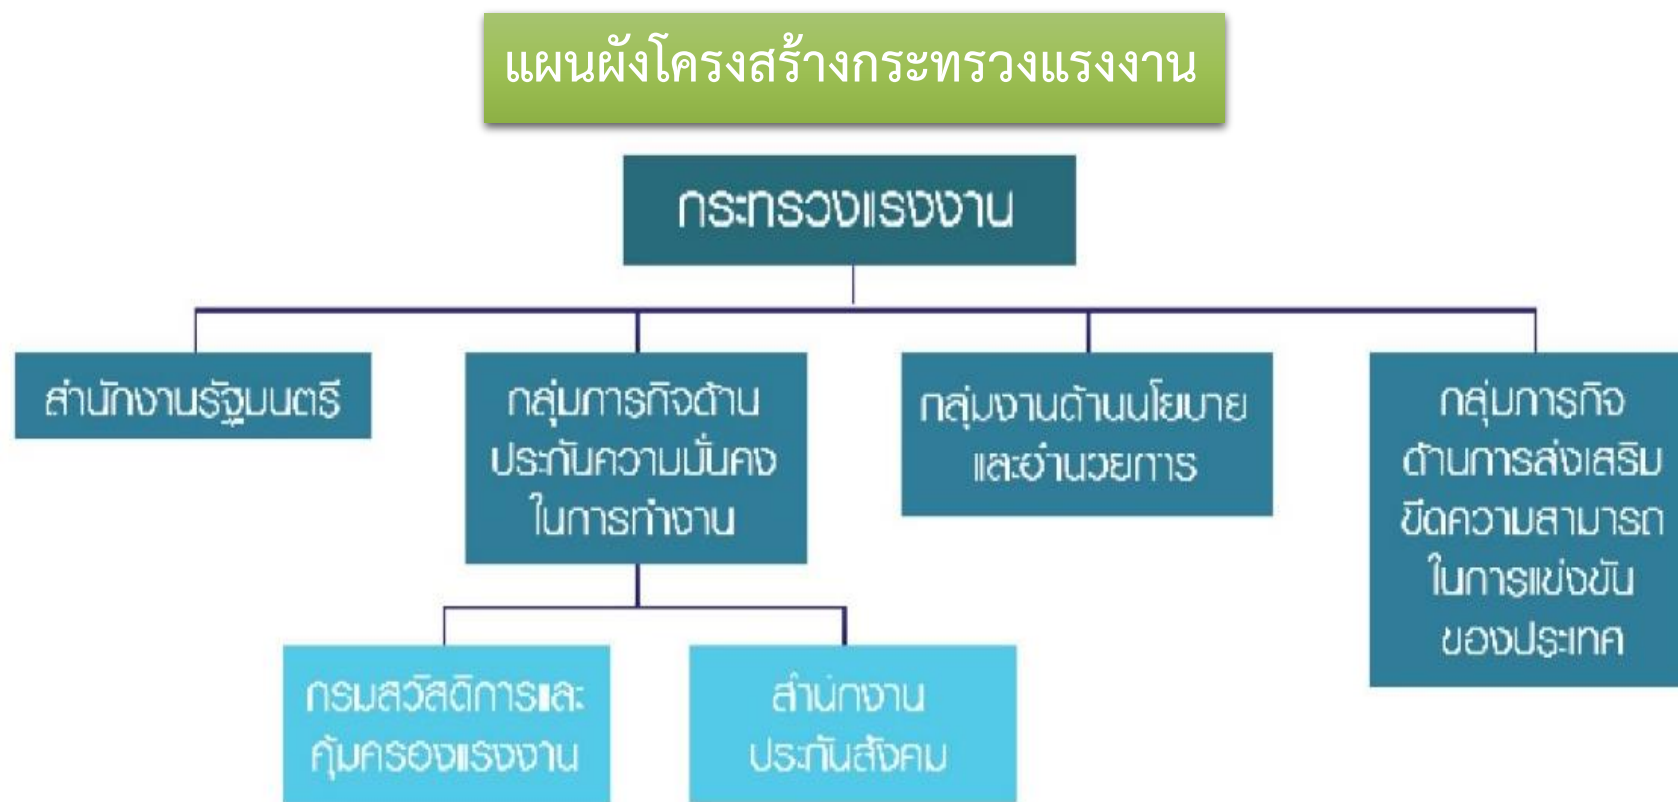 แผนผังโครงสร้างกระทรวงแรงงาน
กระทรวงแรงงาน
สำนักงานรัฐมนตรี
กลุ่มภารกิจด้าน
ประกันความมั่นคง
ในการทำงาน
กลุ่มงานด้านนโยบาย
และอำนวยการ
กลุ่มภารกิจ
ด้านการส่งเสริม
ขีดความสามารถ
ในการแข่งขัน
ของประเทศ
กรมสวัสดิการและ
คุ้มครองแรงงาน
สำนักงาน
ประกันสังคม